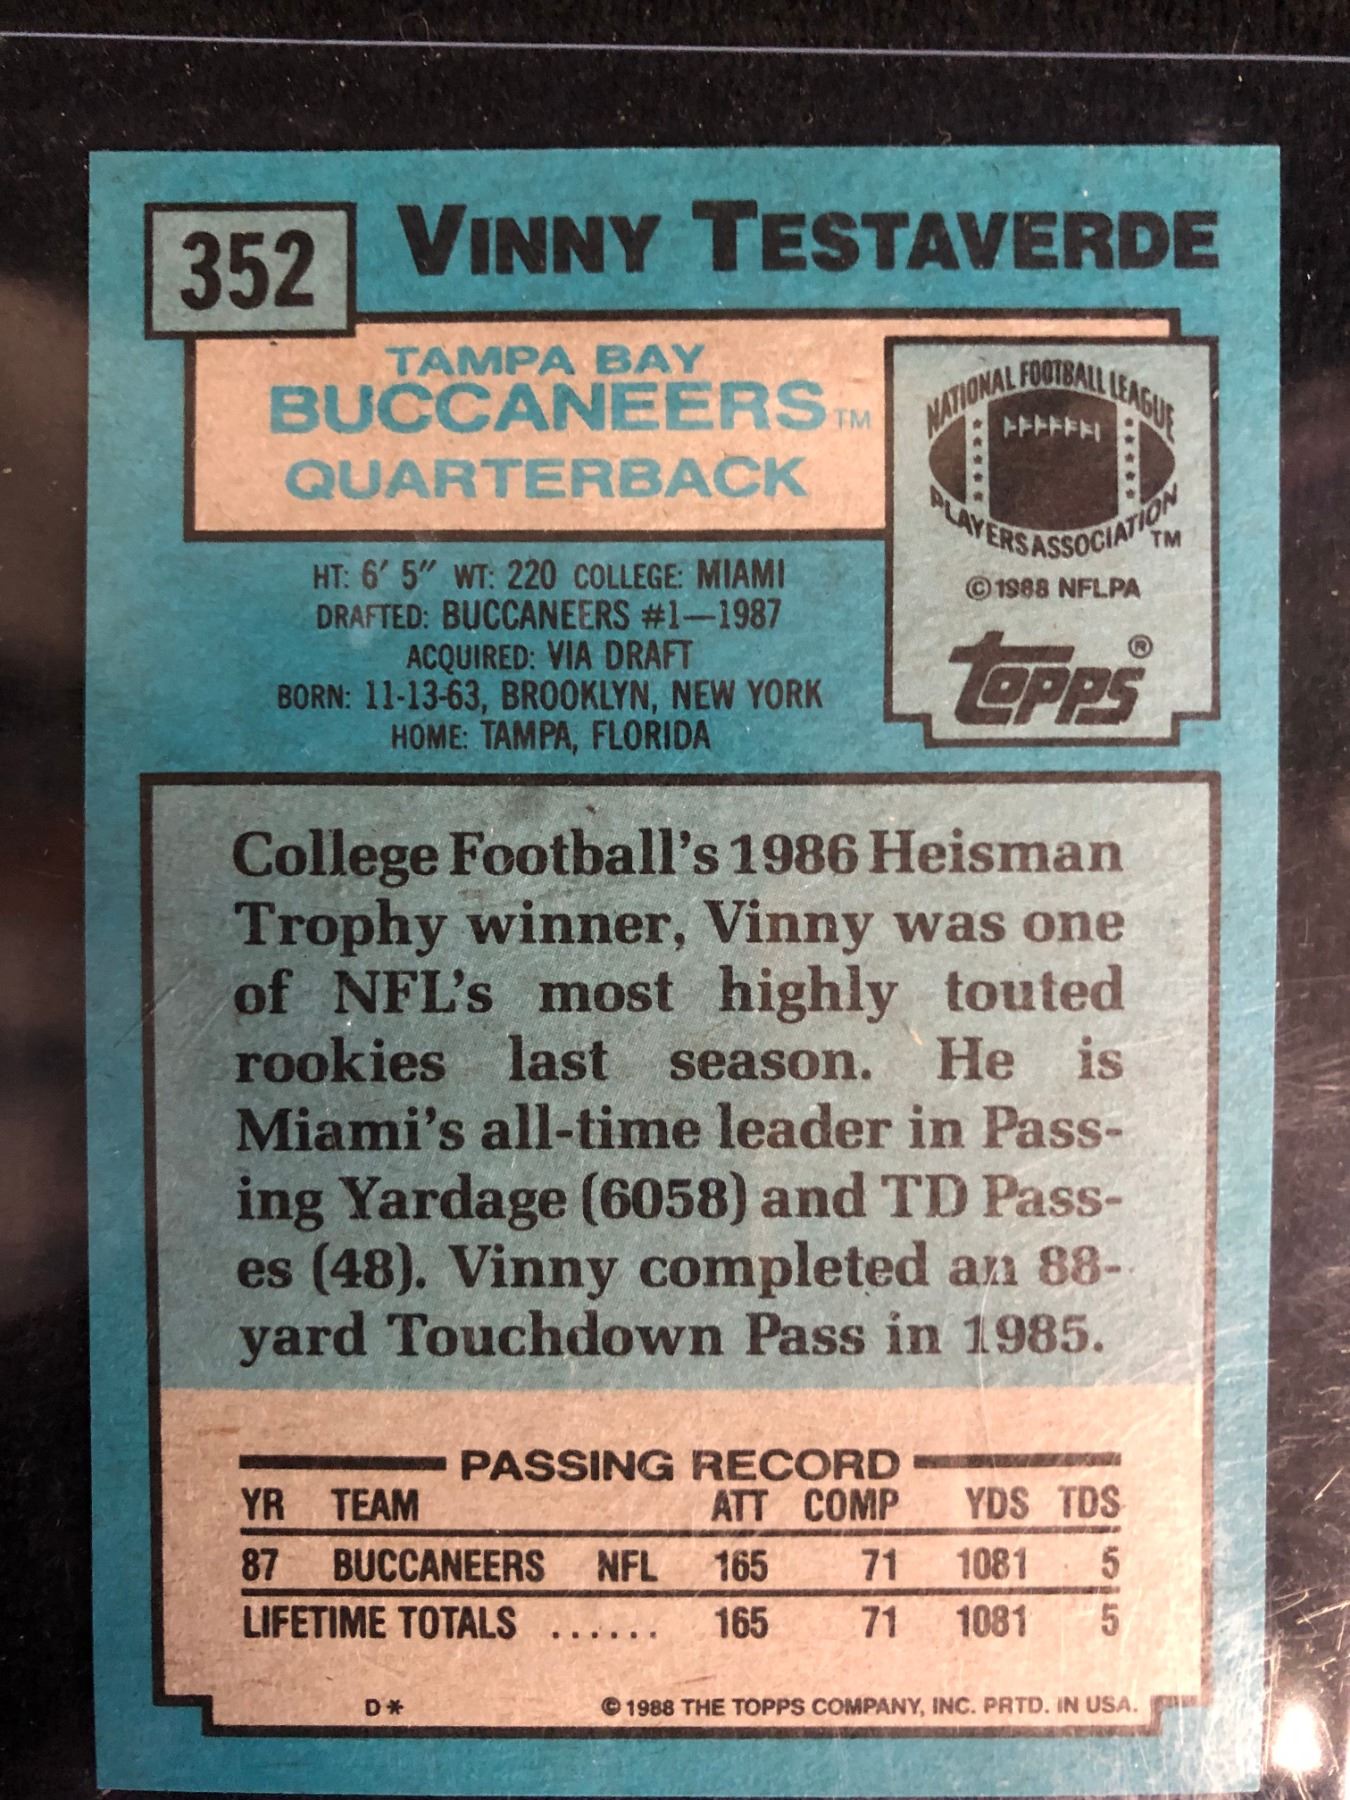 352
VINNY TESTAVERDE
TAMPA BAY
BUCCANEERS™
QUARTERBACK
NATIONAL FOOTBALL LEAGUE
PLAYERS ASSOCIATION™
©1988 NFLPA
topps®
HT: 6' 5" WT: 220 COLLEGE: MIAMI
DRAFTED: BUCCANEERS #1—1987
ACQUIRED: VIA DRAFT
BORN: 11-13-63, BROOKLYN, NEW YORK
HOME: TAMPA, FLORIDA
College Football's 1986 Heisman
Trophy winner, Vinny was one
of NFL's most highly touted
rookies last season. He is
Miami's all-time leader in Pass-
ing Yardage (6058) and TD Pass-
es (48). Vinny completed an 88-
yard Touchdown Pass in 1985.
PASSING RECORD
YR TEAM ATT COMP YDS TDS
87 BUCCANEERS NFL 165 71 1081 5
LIFETIME TOTALS ...... 165 71 1081 5
D* © 1988 THE TOPPS COMPANY, INC. PRTD. IN USA.